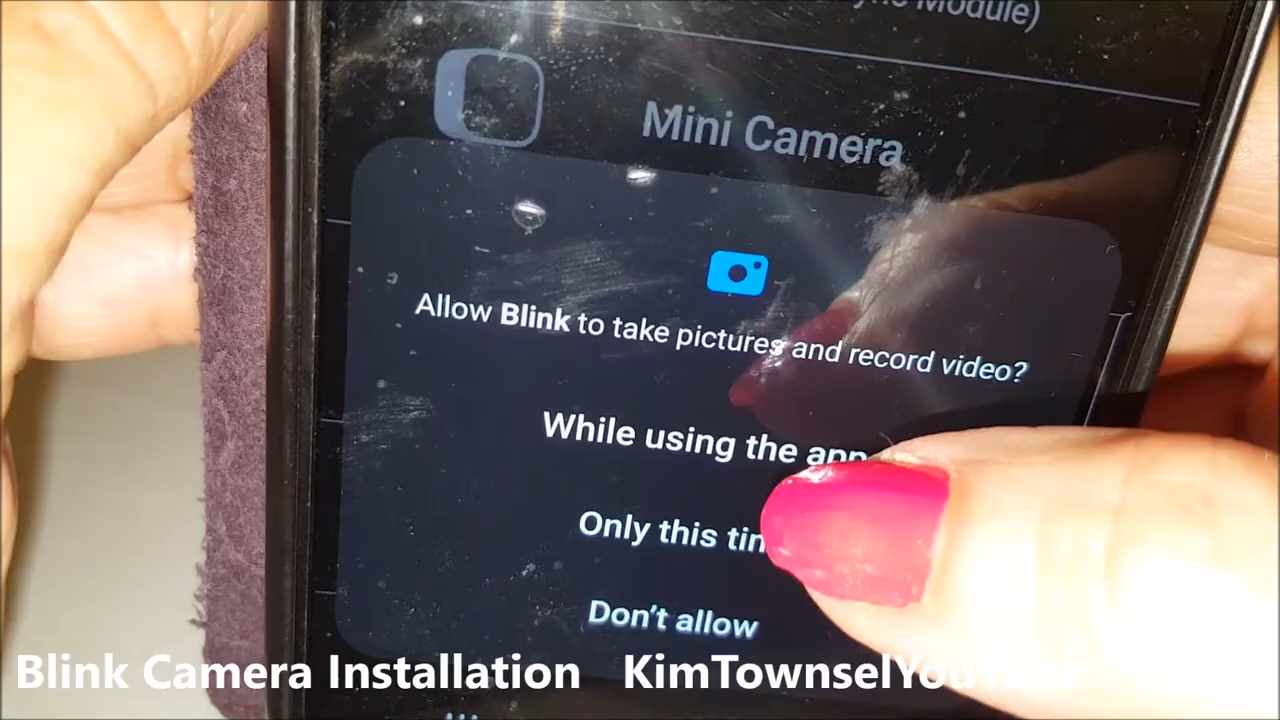 Module)
Mini Camera
Allow Blink to take pictures and record video?
While using the app
Only this
Don't allow
Blink Camera Installation KimTownselYouTube